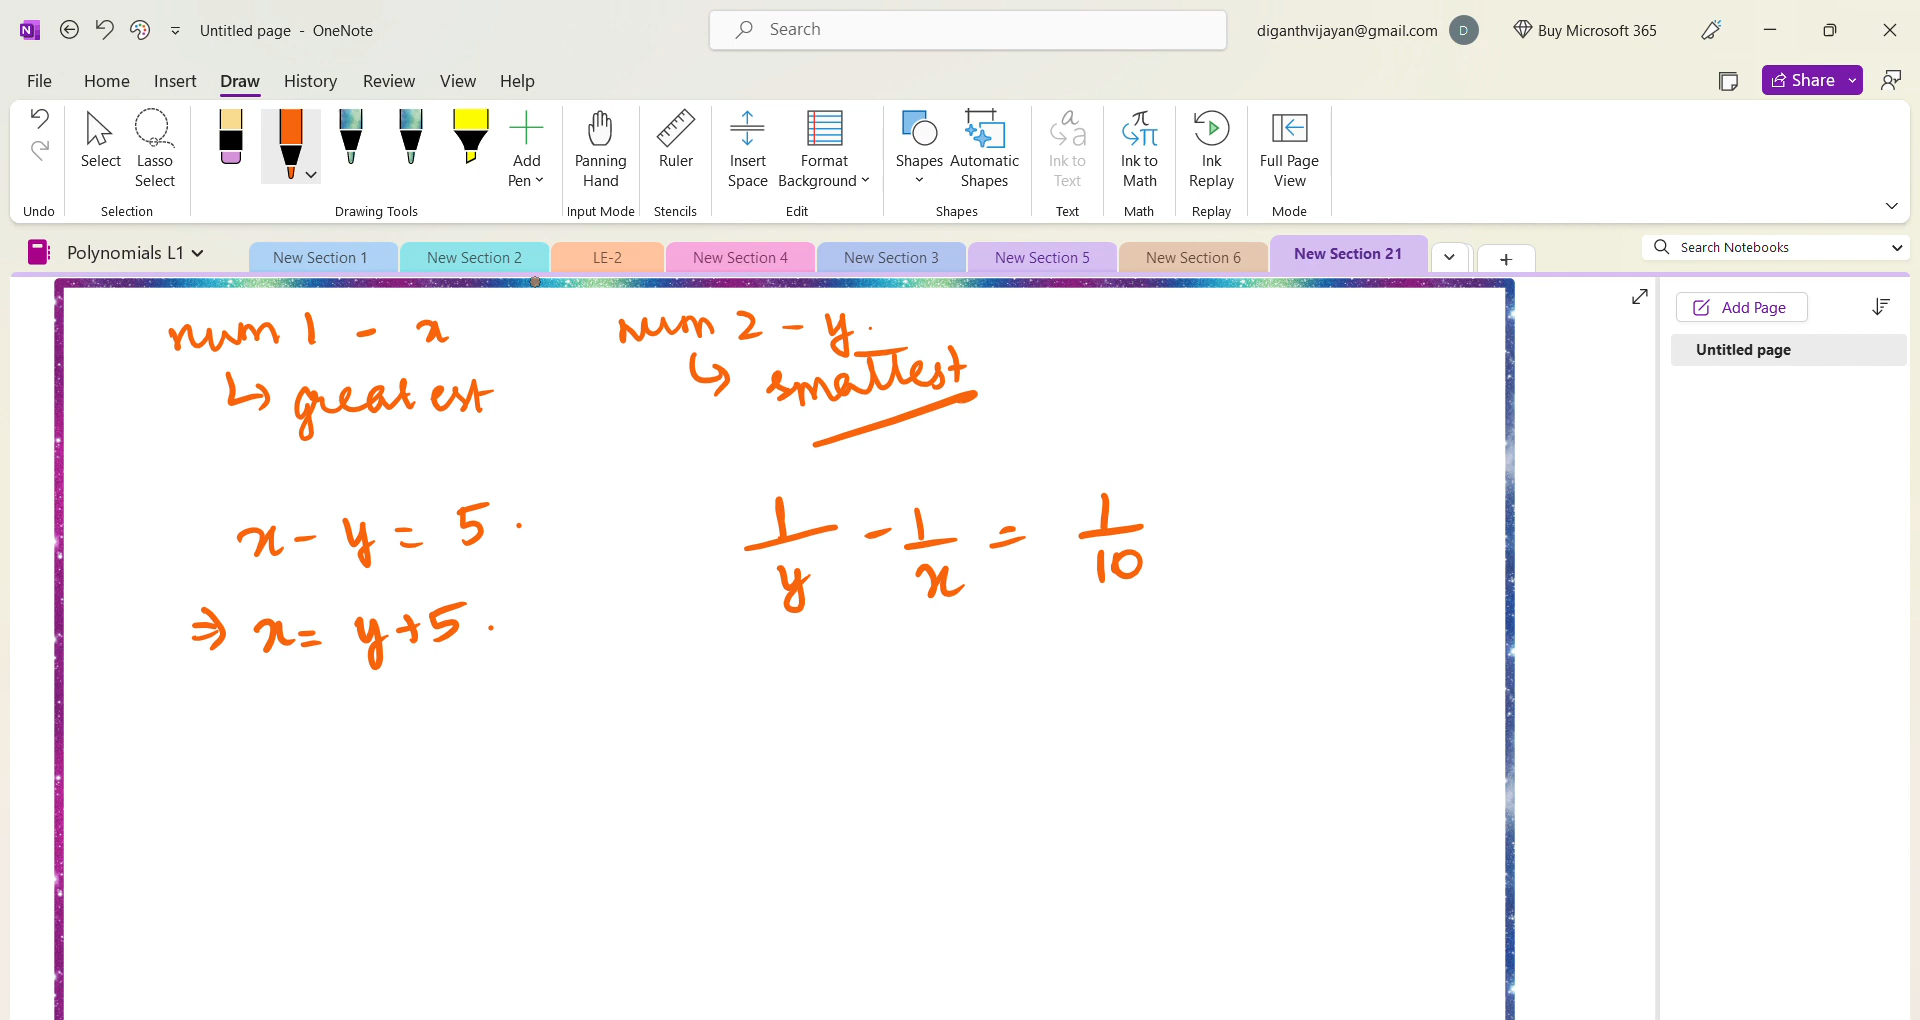 Untitled page - OneNote
Search
diganthvijayan@gmail.com D Buy Microsoft 365
File Home Insert Draw History Review View Help
Share
Select Lasso Select Add Pen Panning Hand Ruler Insert Space Format Background Shapes Automatic Shapes Ink to Text Ink to Math Ink Replay Full Page View
Undo Selection Drawing Tools Input Mode Stencils Edit Shapes Text Math Replay Mode
Polynomials L1 New Section 1 New Section 2 LE-2 New Section 4 New Section 3 New Section 5 New Section 6 New Section 21 + Search Notebooks
Add Page
Untitled page
num 1 - x num 2 - y.
↳ greatest ↳ smallest
x - y = 5. 1/y - 1/x = 1/10
⇒ x = y+5.